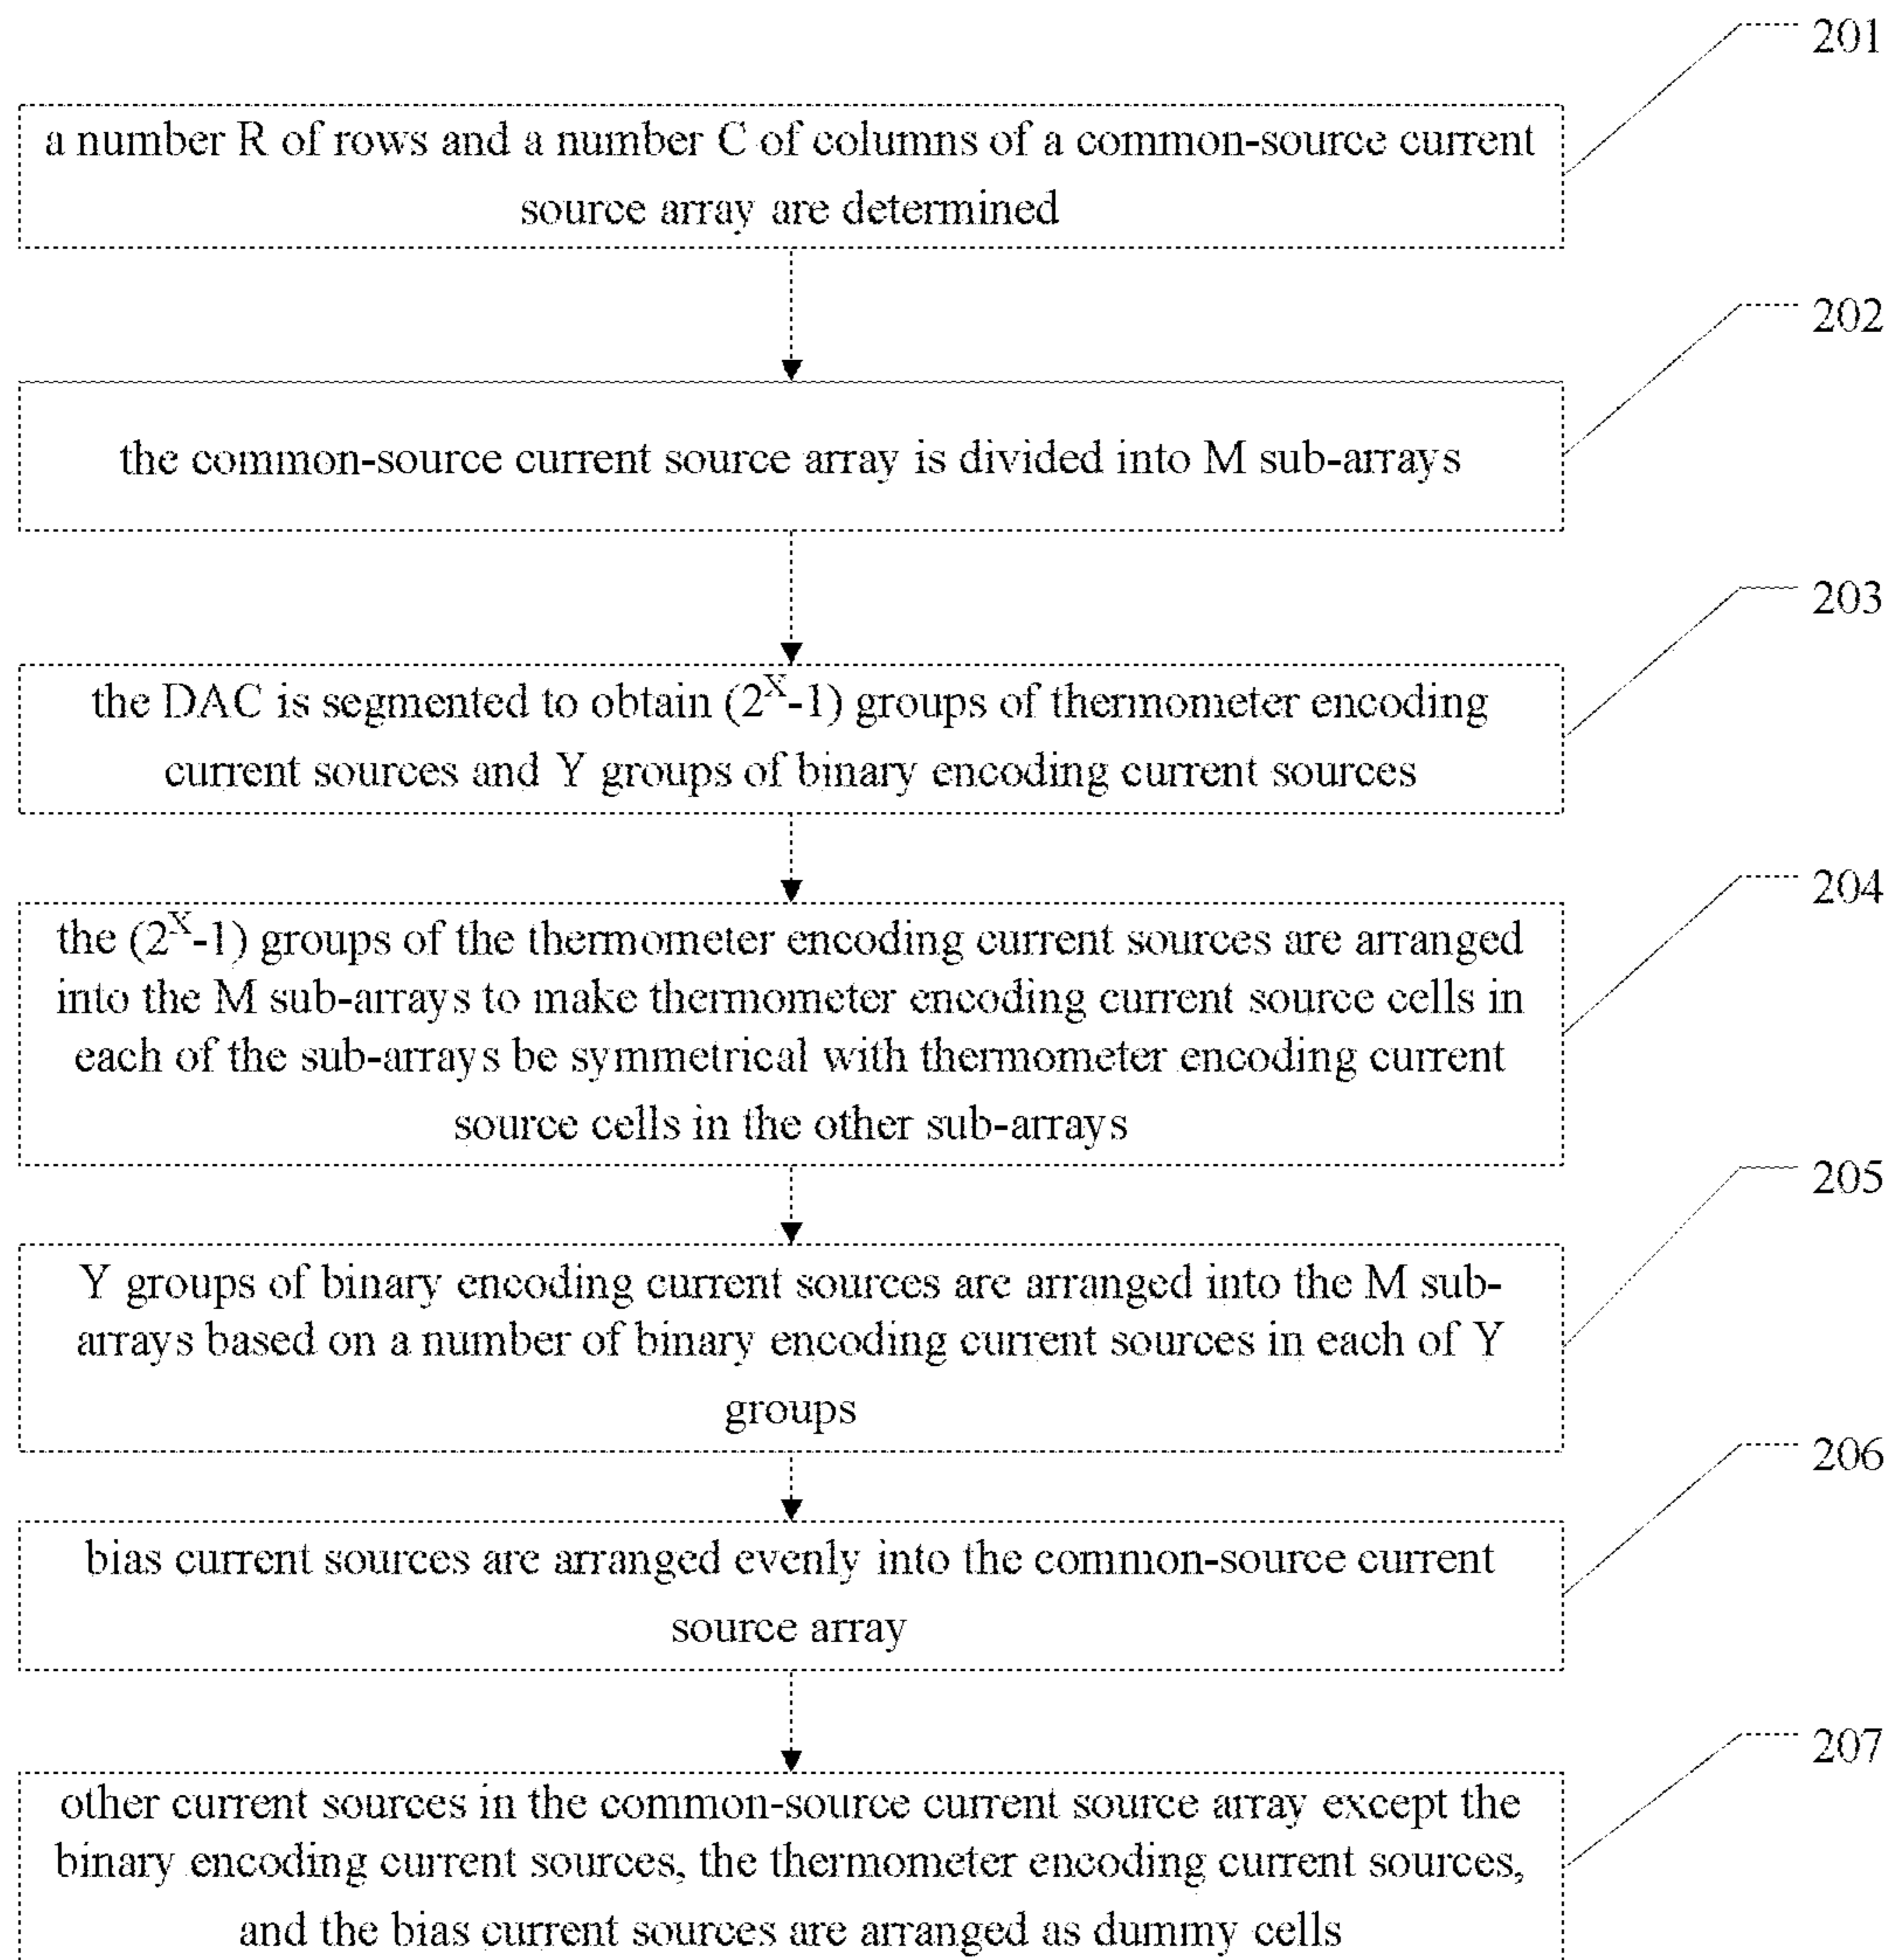 201
a number R of rows and a number C of columns of a common-source current
source array are determined
202
the common-source current source array is divided into M sub-arrays
203
the DAC is segmented to obtain (2^X-1) groups of thermometer encoding
current sources and Y groups of binary encoding current sources
204
the (2^X-1) groups of the thermometer encoding current sources are arranged
into the M sub-arrays to make thermometer encoding current source cells in
each of the sub-arrays be symmetrical with thermometer encoding current
source cells in the other sub-arrays
205
Y groups of binary encoding current sources are arranged into the M sub-
arrays based on a number of binary encoding current sources in each of Y
groups
206
bias current sources are arranged evenly into the common-source current
source array
207
other current sources in the common-source current source array except the
binary encoding current sources, the thermometer encoding current sources,
and the bias current sources are arranged as dummy cells